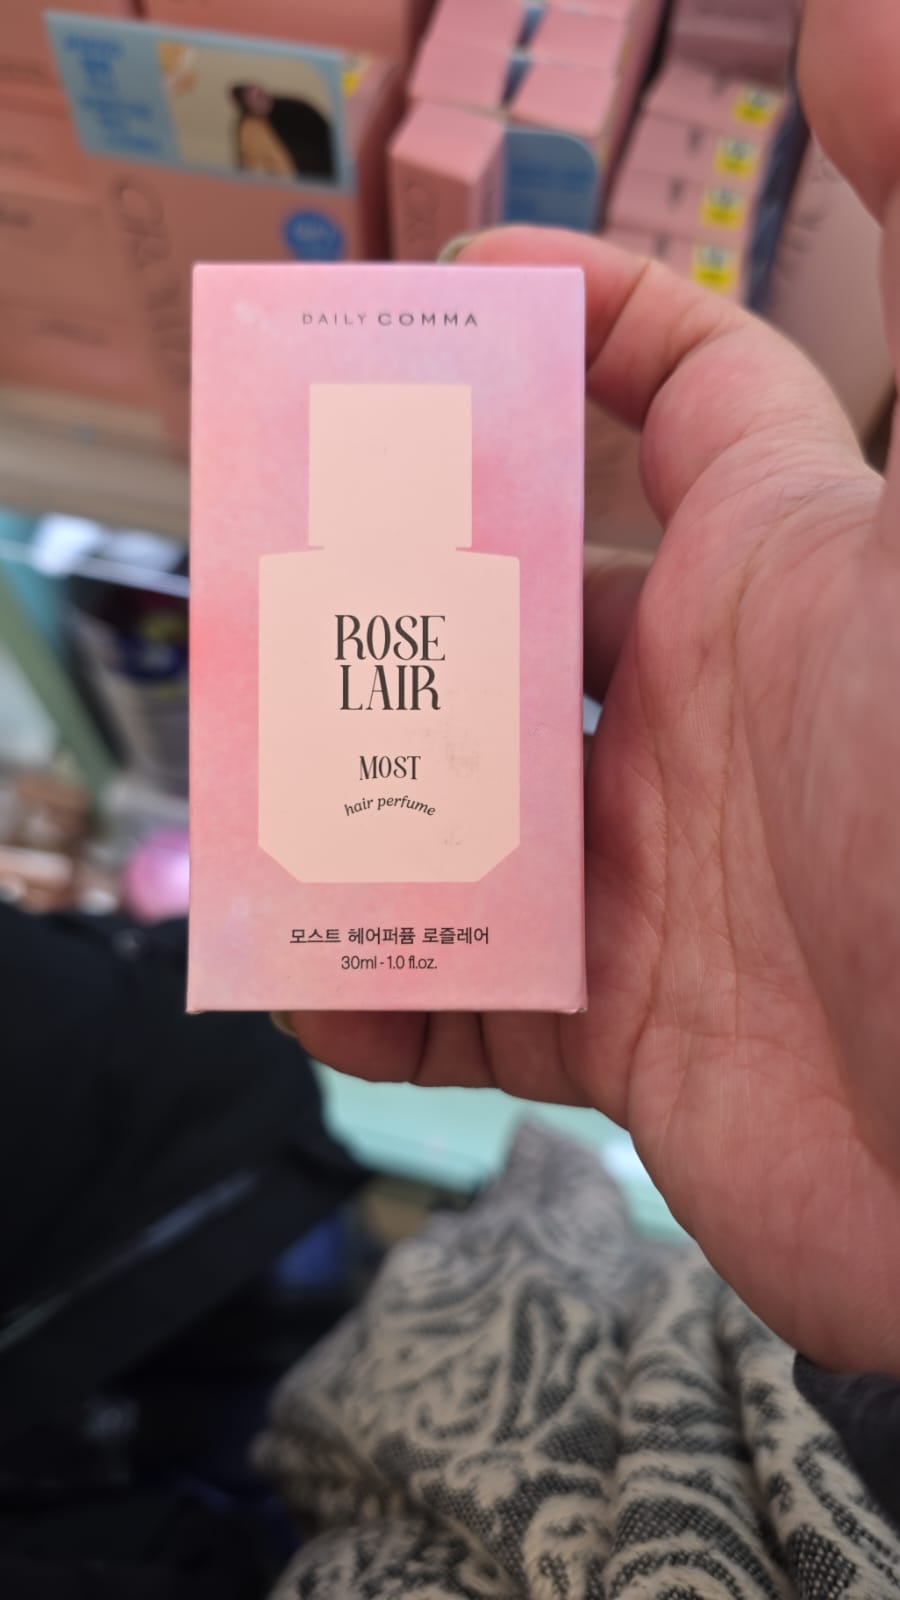 DAILY COMMA
ROSE
LAIR
MOST
hair perfume
모스트 헤어퍼퓸 로즐레어
30ml - 1.0 fl.oz.